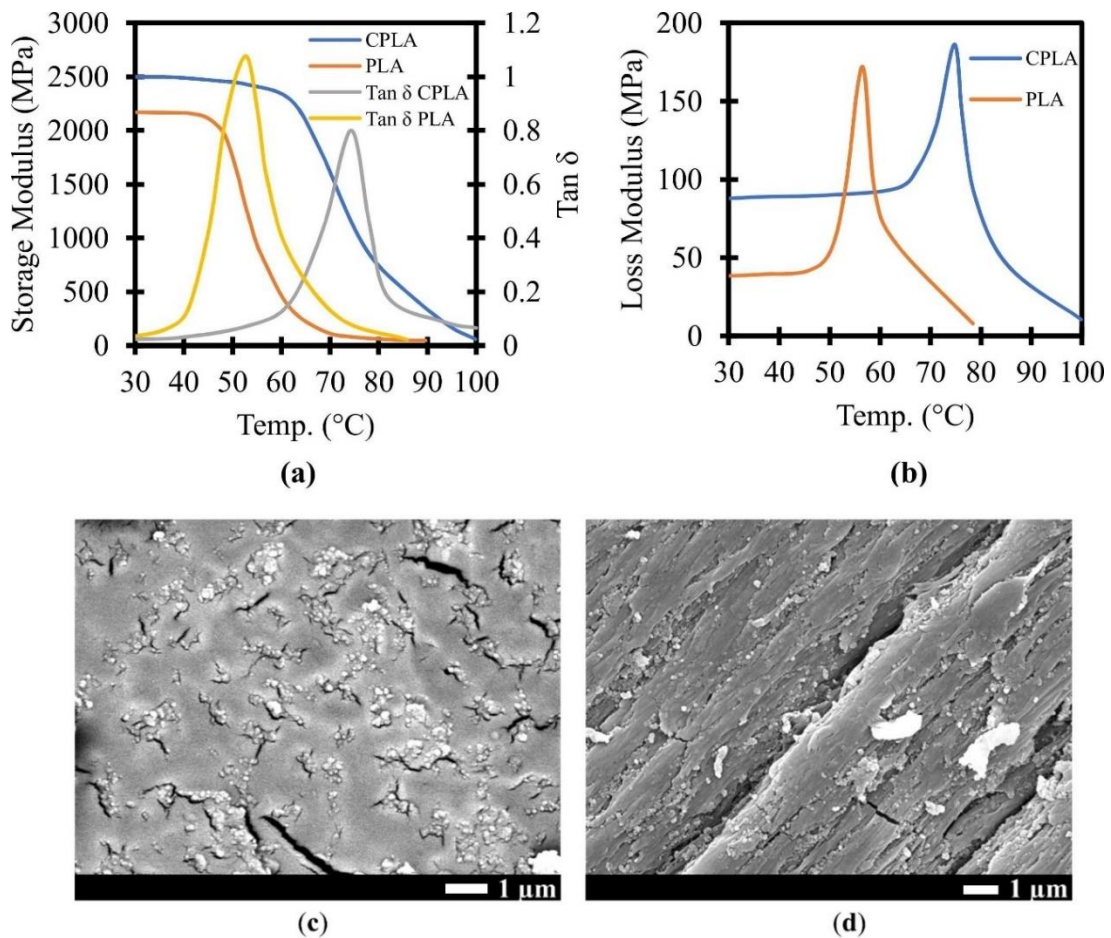 3000
2500
2000
1500
1000
500
0
Storage Modulus (MPa)
CPLA
PLA
Tan δ CPLA
Tan δ PLA
1.2
1
0.8
0.6
0.4
0.2
0
Tan δ
30 40 50 60 70 80 90 100
Temp. (°C)
(a)
200
150
100
50
0
Loss Modulus (MPa)
CPLA
PLA
30 40 50 60 70 80 90 100
Temp. (°C)
(b)
1 µm
(c)
1 µm
(d)